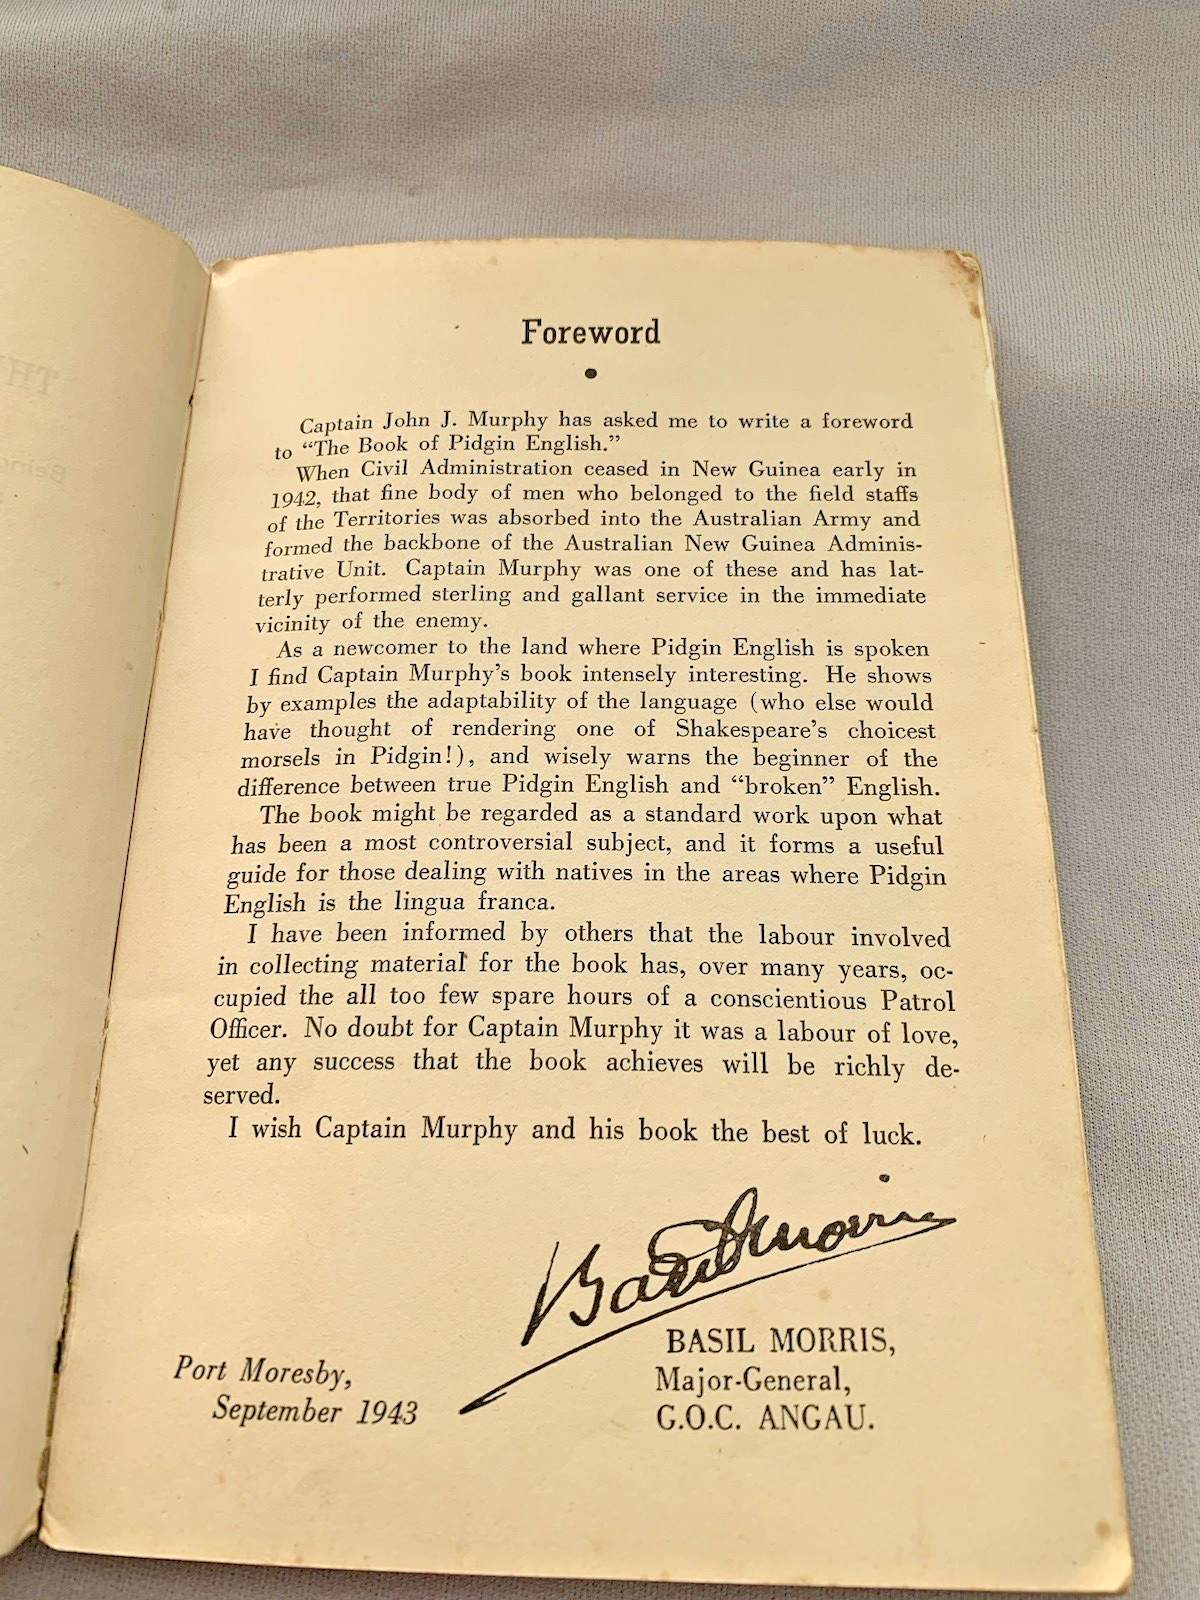 Foreword
Captain John J. Murphy has asked me to write a foreword
to “The Book of Pidgin English.”
When Civil Administration ceased in New Guinea early in
1942, that fine body of men who belonged to the field staffs
of the Territories was absorbed into the Australian Army and
formed the backbone of the Australian New Guinea Adminis-
trative Unit. Captain Murphy was one of these and has lat-
terly performed sterling and gallant service in the immediate
vicinity of the enemy.
As a newcomer to the land where Pidgin English is spoken
I find Captain Murphy’s book intensely interesting. He shows
by examples the adaptability of the language (who else would
have thought of rendering one of Shakespeare’s choicest
morsels in Pidgin!), and wisely warns the beginner of the
difference between true Pidgin English and “broken” English.
The book might be regarded as a standard work upon what
has been a most controversial subject, and it forms a useful
guide for those dealing with natives in the areas where Pidgin
English is the lingua franca.
I have been informed by others that the labour involved
in collecting material for the book has, over many years, oc-
cupied the all too few spare hours of a conscientious Patrol
Officer. No doubt for Captain Murphy it was a labour of love,
yet any success that the book achieves will be richly de-
served.
I wish Captain Murphy and his book the best of luck.
Basil Morris
BASIL MORRIS,
Major-General,
G.O.C. ANGAU.
Port Moresby,
September 1943